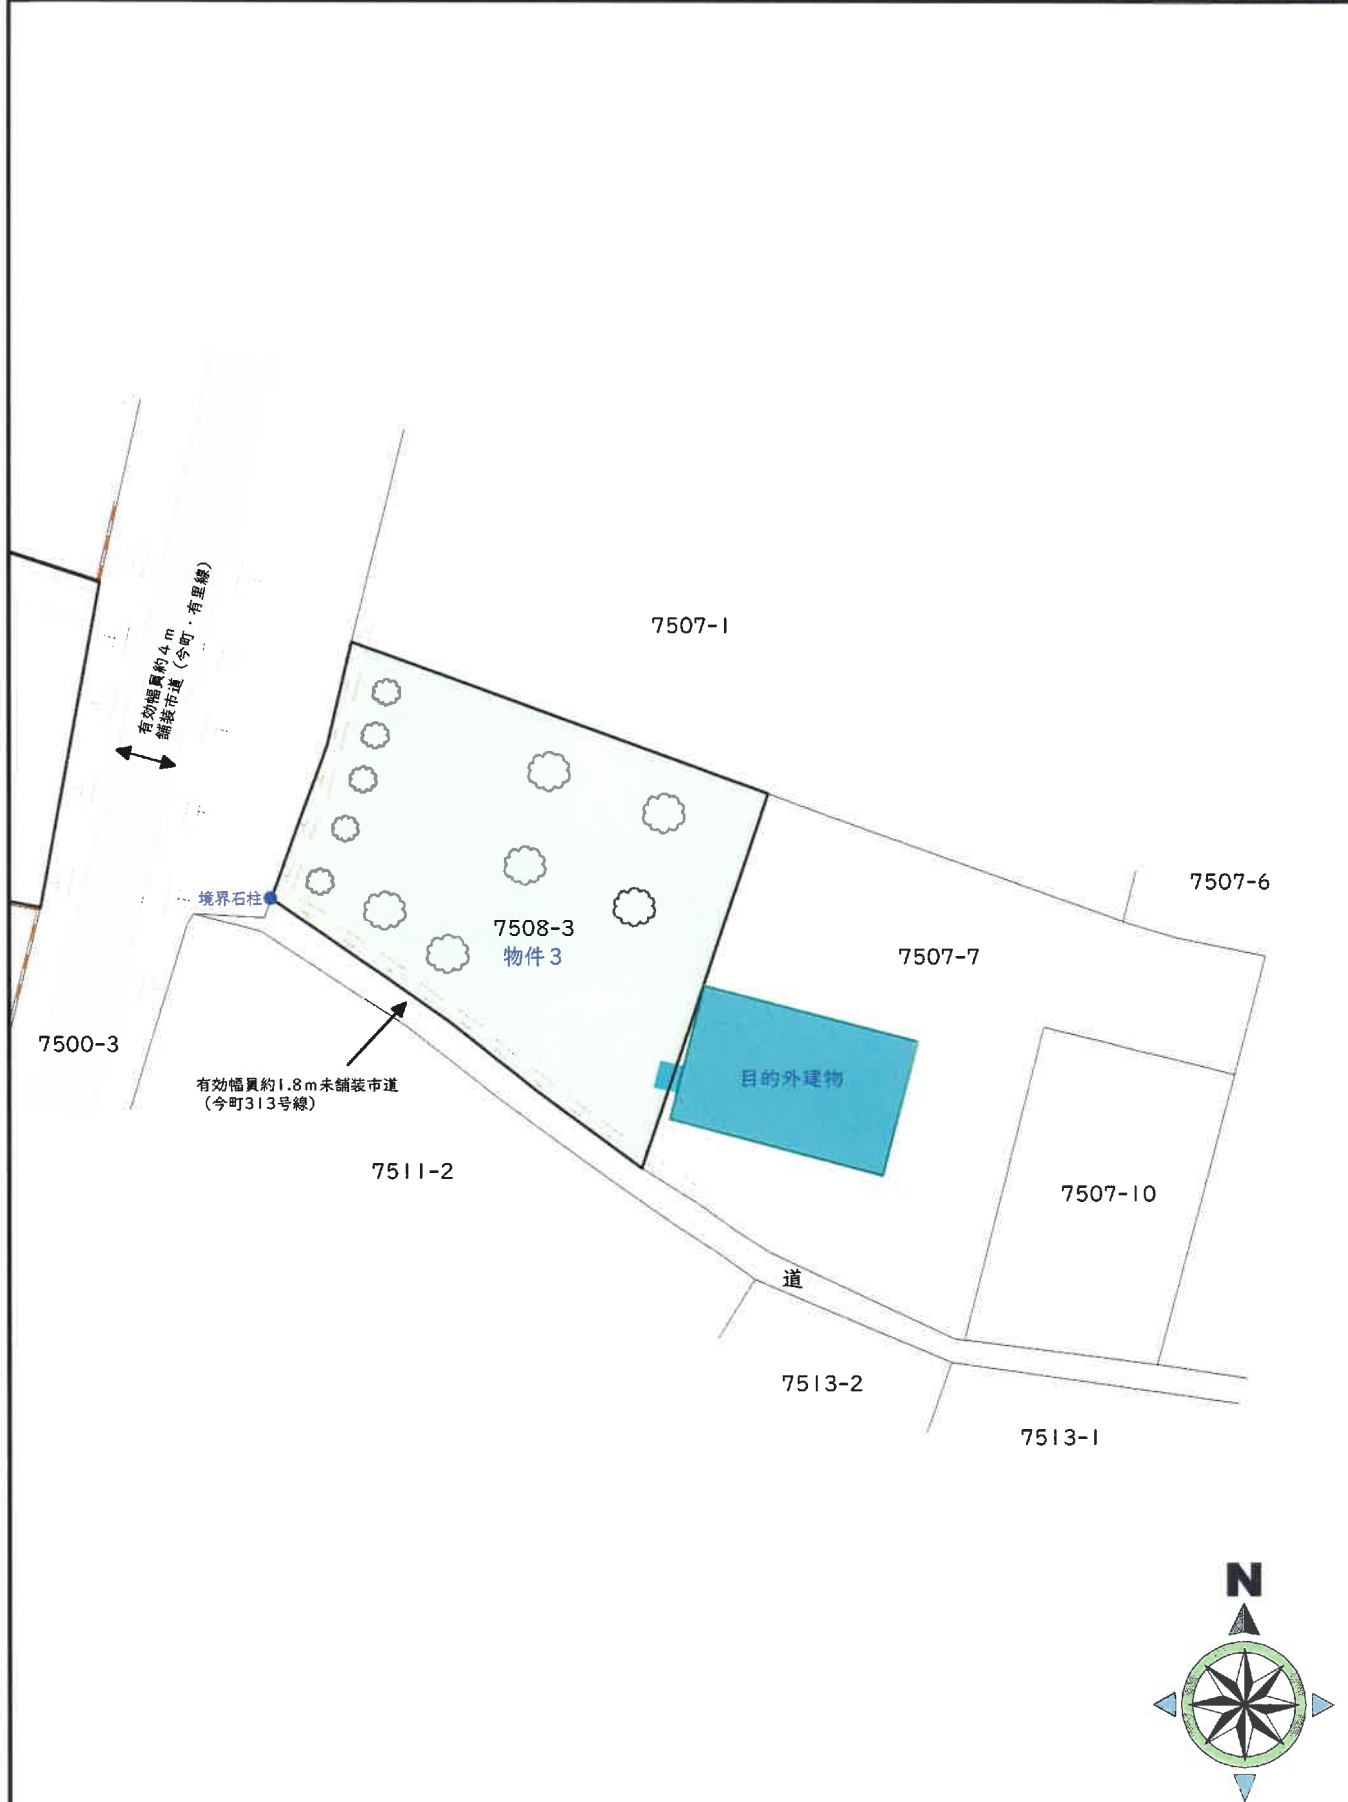 有効幅員約4m
舗装市道（今町・有里線）
7507-1
7507-6
境界石柱
7508-3
物件3
7507-7
7500-3
目的外建物
有効幅員約1.8m未舗装市道
（今町313号線）
7511-2
7507-10
道
7513-2
7513-1
N